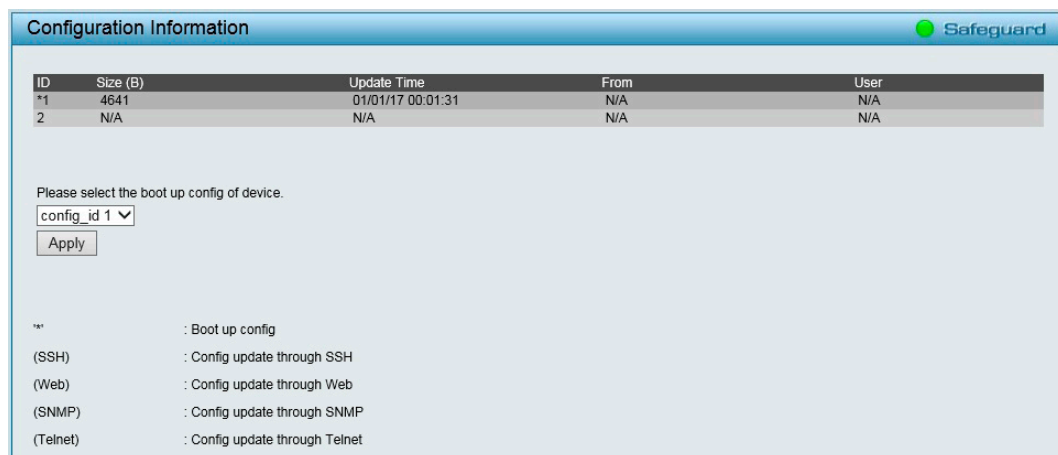 Configuration Information Safeguard
ID Size (B) Update Time From User
*1 4641 01/01/17 00:01:31 N/A N/A
2 N/A N/A N/A N/A
Please select the boot up config of device.
config_id 1
Apply
'*' : Boot up config
(SSH) : Config update through SSH
(Web) : Config update through Web
(SNMP) : Config update through SNMP
(Telnet) : Config update through Telnet